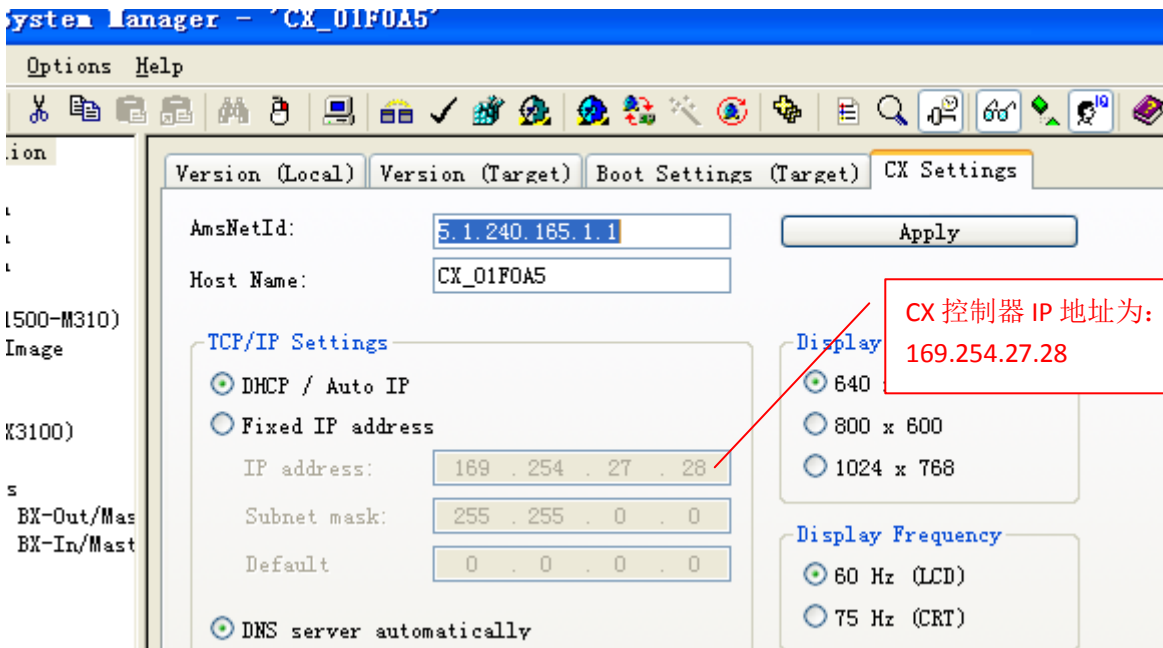 System Manager - 'CX_01F0A5'
Options Help
Version (Local) Version (Target) Boot Settings (Target) CX Settings
AmsNetId: 5.1.240.165.1.1 Apply
Host Name: CX_01F0A5
CX 控制器 IP 地址为：
169.254.27.28
1500-M310)
Image
X3100)
s
BX-Out/Mas
BX-In/Mast
TCP/IP Settings
DHCP / Auto IP
Fixed IP address
IP address: 169 . 254 . 27 . 28
Subnet mask: 255 . 255 . 0 . 0
Default 0 . 0 . 0 . 0
DNS server automatically
Display
640
800 x 600
1024 x 768
Display Frequency
60 Hz (LCD)
75 Hz (CRT)